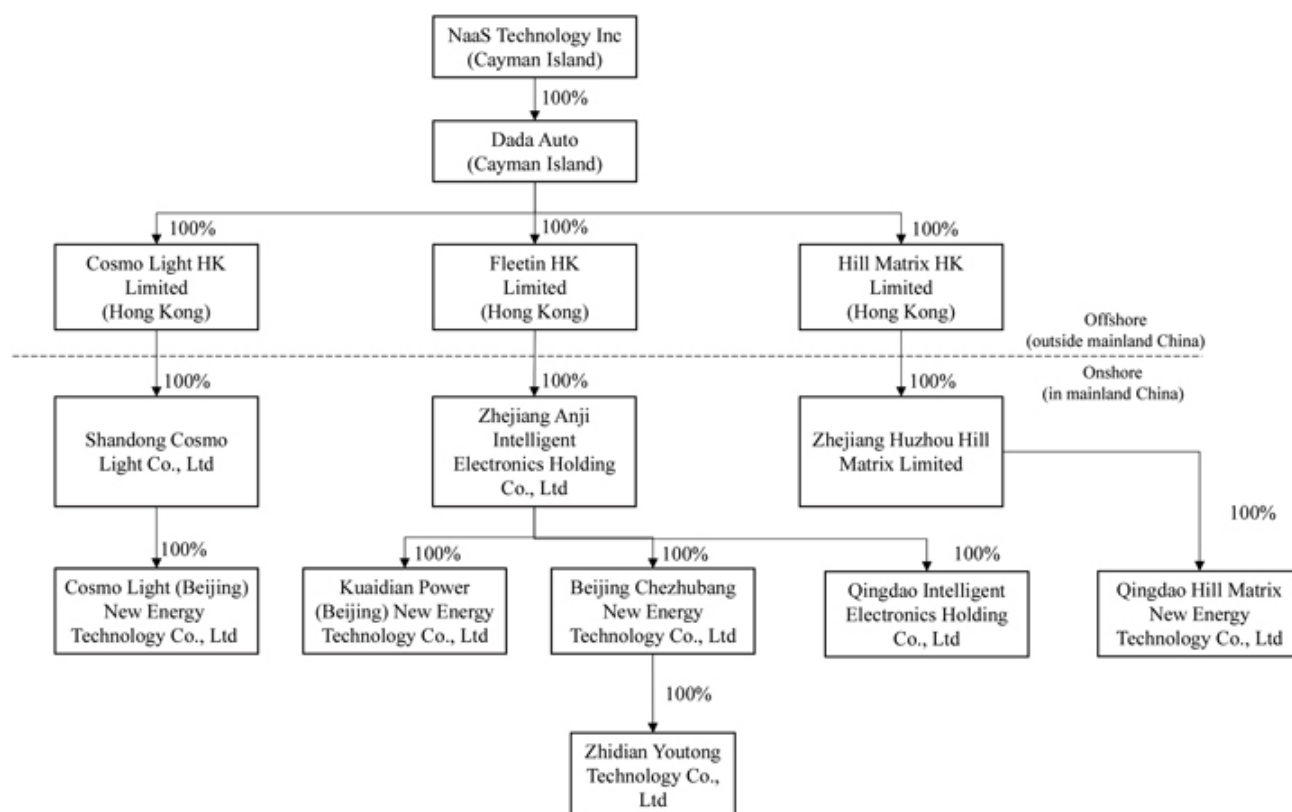 NaaS Technology Inc
(Cayman Island)
100%
Dada Auto
(Cayman Island)
100%
100%
100%
Cosmo Light HK
Limited
(Hong Kong)
Fleetin HK
Limited
(Hong Kong)
Hill Matrix HK
Limited
(Hong Kong)
Offshore
(outside mainland China)
Onshore
(in mainland China)
100%
100%
100%
Shandong Cosmo
Light Co., Ltd
Zhejiang Anji
Intelligent
Electronics Holding
Co., Ltd
Zhejiang Huzhou Hill
Matrix Limited
100%
100%
100%
100%
100%
Cosmo Light (Beijing)
New Energy
Technology Co., Ltd
Kuaidian Power
(Beijing) New Energy
Technology Co., Ltd
Beijing Chezhubang
New Energy
Technology Co., Ltd
Qingdao Intelligent
Electronics Holding
Co., Ltd
Qingdao Hill Matrix
New Energy
Technology Co., Ltd
100%
Zhidian Youtong
Technology Co.,
Ltd